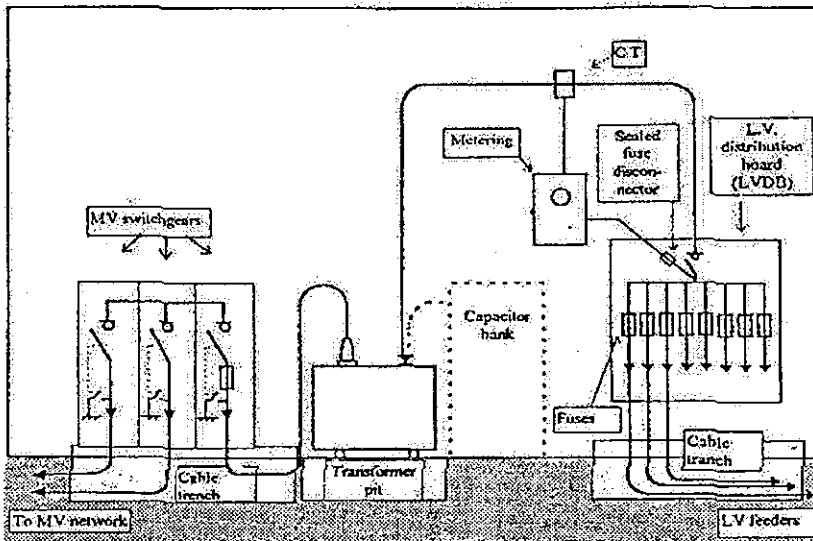 C.T.
Metering
Sealed
fuse
discon-
nector
L.V.
distribution
board
(LVDB)
MV switchgears
Capacitor
bank
Fuses
Cable
trench
Transformer
pit
Cable
tranch
To MV network
LV feeders